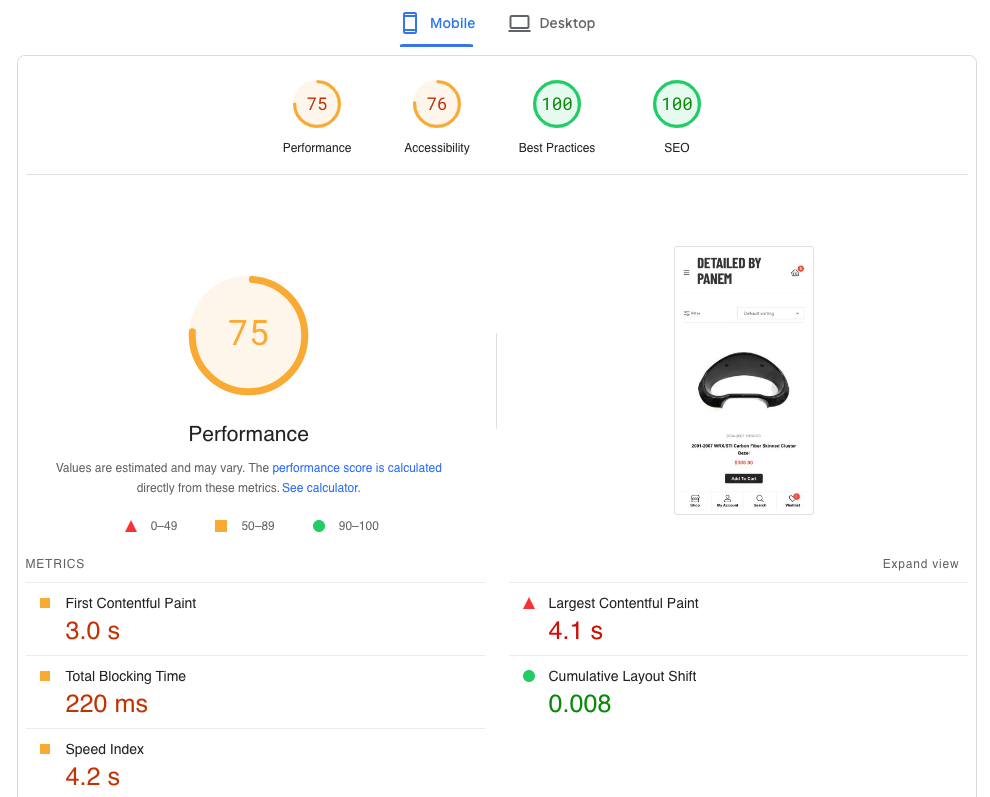 Mobile
Desktop
75
76
100
100
Performance
Accessibility
Best Practices
SEO
75
Performance
Values are estimated and may vary. The performance score is calculated
directly from these metrics. See calculator.
0–49
50–89
90–100
DETAILED BY
PANEM
Filter
Default sorting
2001-2007 WRX/STI Carbon Fiber Skinned Cluster
Bezel
$300.00
Add To Cart
Shop
My Account
Search
Wishlist
METRICS
Expand view
First Contentful Paint
3.0 s
Largest Contentful Paint
4.1 s
Total Blocking Time
220 ms
Cumulative Layout Shift
0.008
Speed Index
4.2 s